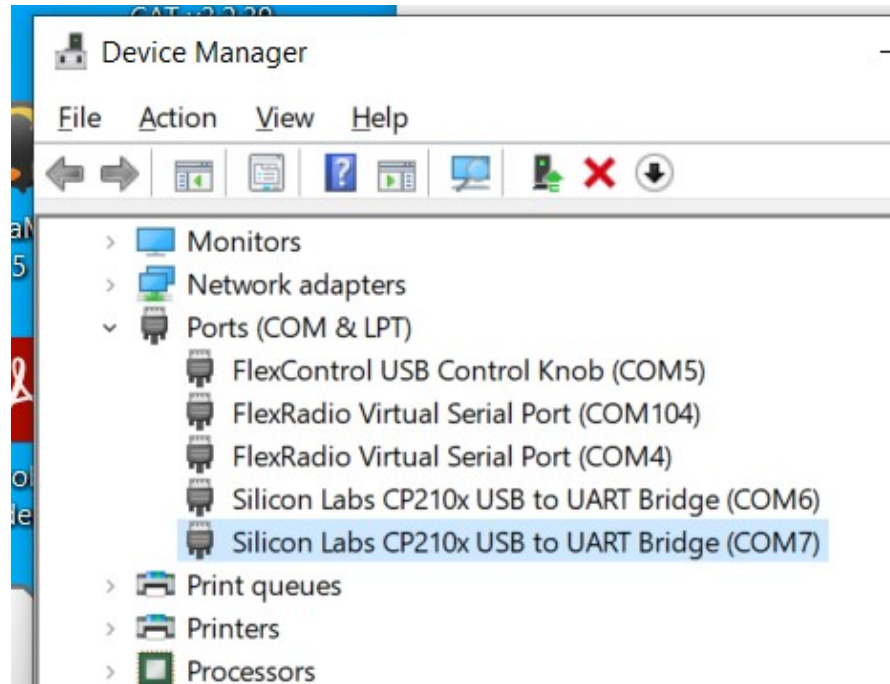 Device Manager
File Action View Help
Monitors
Network adapters
Ports (COM & LPT)
FlexControl USB Control Knob (COM5)
FlexRadio Virtual Serial Port (COM104)
FlexRadio Virtual Serial Port (COM4)
Silicon Labs CP210x USB to UART Bridge (COM6)
Silicon Labs CP210x USB to UART Bridge (COM7)
Print queues
Printers
Processors